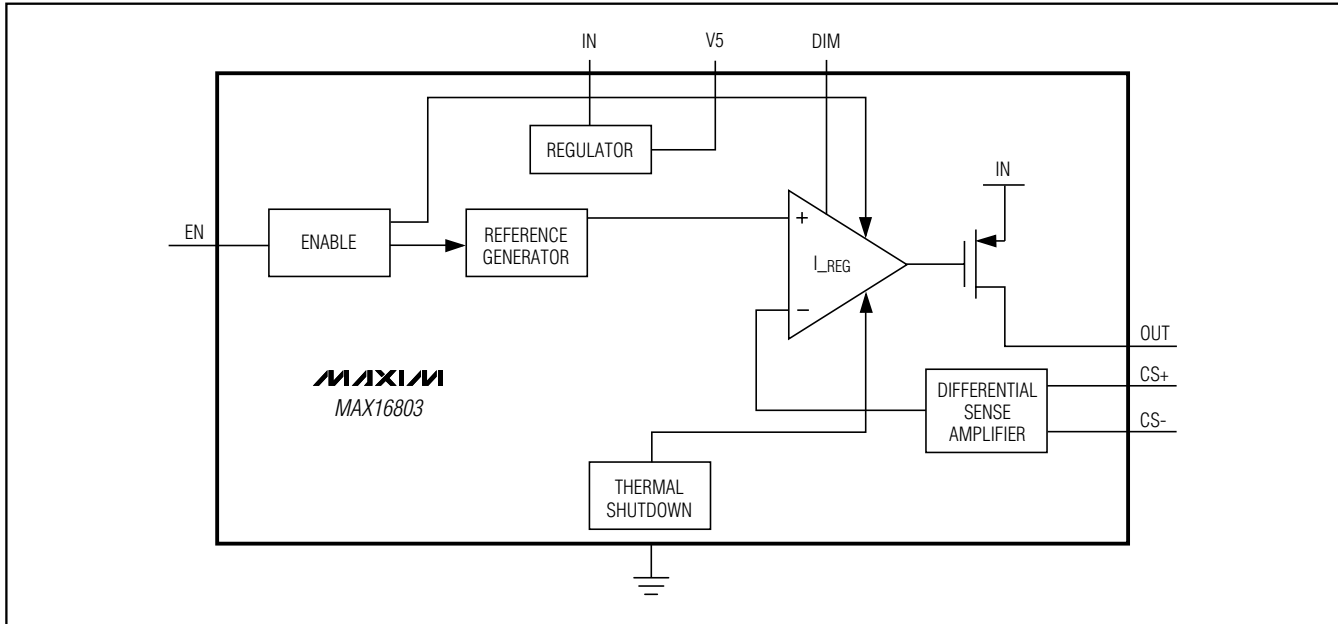 IN
V5
DIM
REGULATOR
IN
EN
ENABLE
REFERENCE
GENERATOR
+
I_REG
−
OUT
CS+
DIFFERENTIAL
SENSE
AMPLIFIER
CS-
MAXIM
MAX16803
THERMAL
SHUTDOWN